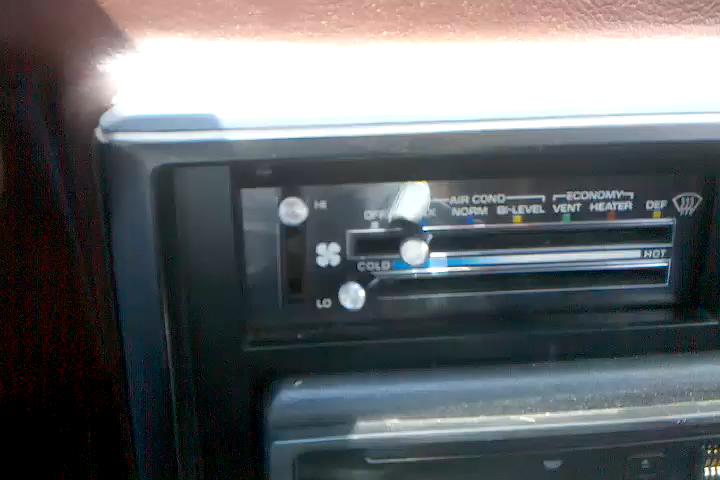 HI
AIR COND
ECONOMY
OFF
NORM BI-LEVEL VENT HEATER DEF
COLD HOT
LO